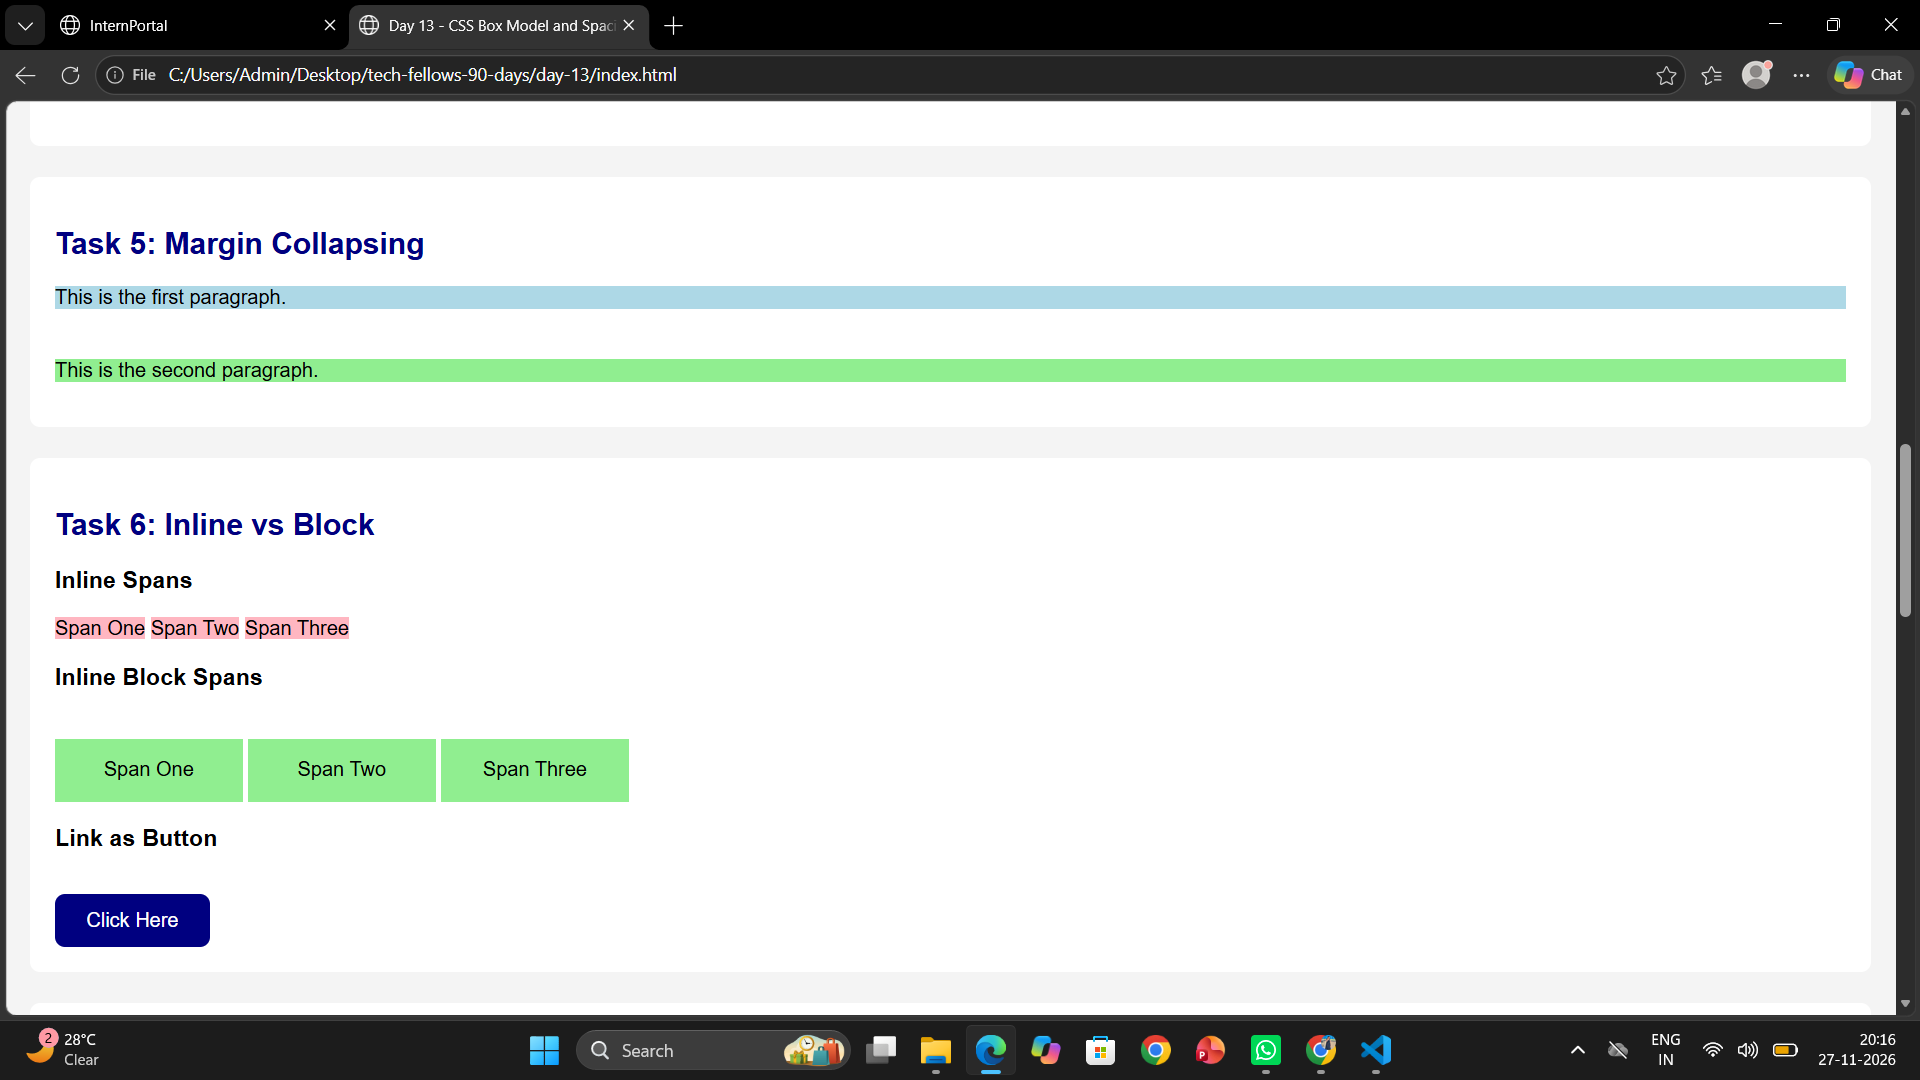 InternPortal
Day 13 - CSS Box Model and Spaci
File C:/Users/Admin/Desktop/tech-fellows-90-days/day-13/index.html
Chat
Task 5: Margin Collapsing
This is the first paragraph.
This is the second paragraph.
Task 6: Inline vs Block
Inline Spans
Span One Span Two Span Three
Inline Block Spans
Span One Span Two Span Three
Link as Button
Click Here
2
28°C
Clear
Search
P
ENG
IN
20:16
27-11-2026